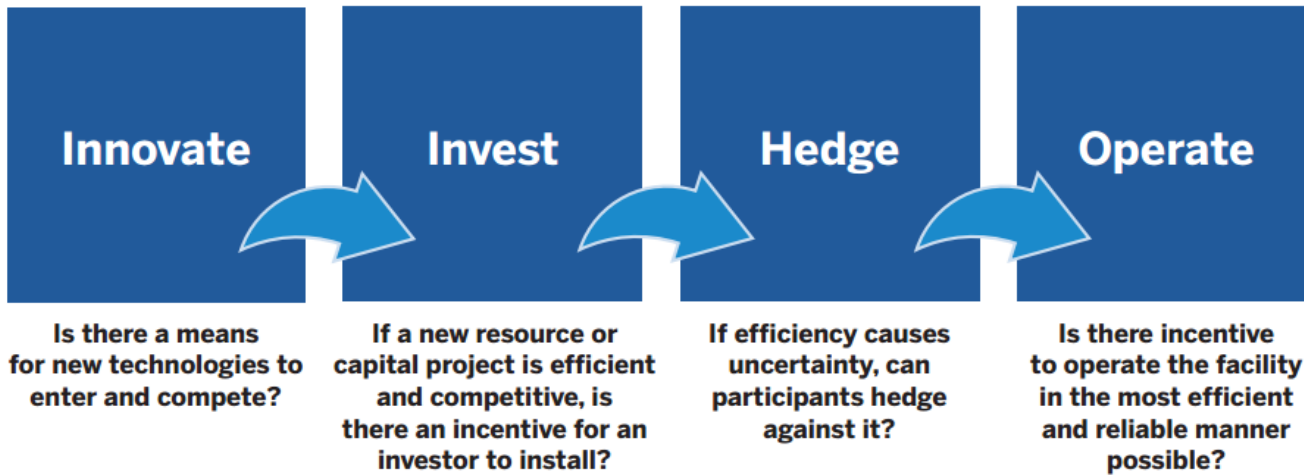 Innovate
Is there a means
for new technologies to
enter and compete?
Invest
If a new resource or
capital project is efficient
and competitive, is
there an incentive for an
investor to install?
Hedge
If efficiency causes
uncertainty, can
participants hedge
against it?
Operate
Is there incentive
to operate the facility
in the most efficient
and reliable manner
possible?